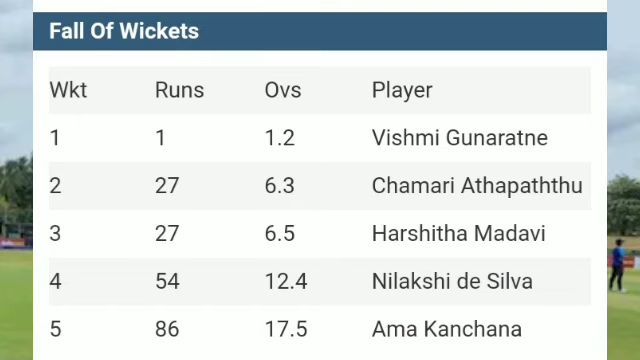 Fall Of Wickets
Wkt Runs Ovs Player
1 1 1.2 Vishmi Gunaratne
2 27 6.3 Chamari Athapaththu
3 27 6.5 Harshitha Madavi
4 54 12.4 Nilakshi de Silva
5 86 17.5 Ama Kanchana